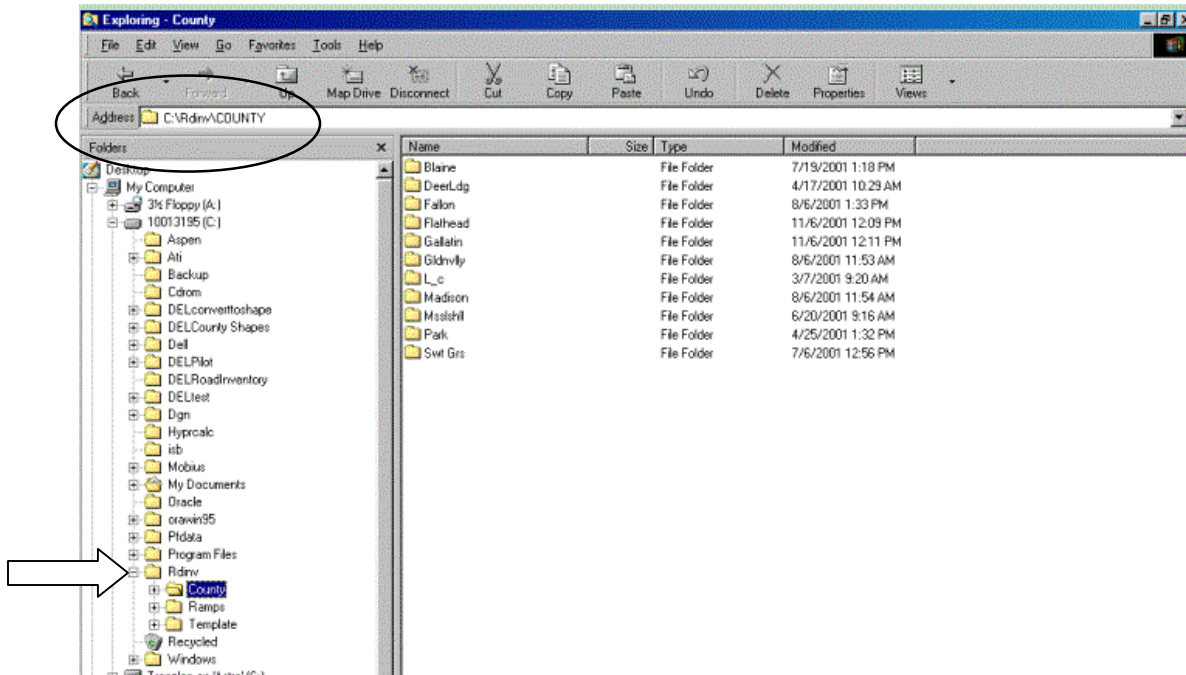 Exploring - County
File Edit View Go Favorites Tools Help
Back Forward Up Map Drive Disconnect Cut Copy Paste Undo Delete Properties Views
Address C:\Rdinv\COUNTY
Folders
Name Size Type Modified
Desktop
My Computer
3½ Floppy (A:)
10013195 (C:)
Aspen
Ati
Backup
Cdrom
DELconverttoshape
DELCounty Shapes
Dell
DELPilot
DELRoadInventory
DELtest
Dgn
Hyprcalc
isb
Mobius
My Documents
Oracle
orawin95
Pfdata
Program Files
Rdinv
County
Ramps
Template
Recycled
Windows
Blaine File Folder 7/19/2001 1:18 PM
DeerLdg File Folder 4/17/2001 10:29 AM
Fallon File Folder 8/6/2001 1:33 PM
Flathead File Folder 11/6/2001 12:09 PM
Gallatin File Folder 11/6/2001 12:11 PM
Gldnvlly File Folder 8/6/2001 11:53 AM
L_c File Folder 3/7/2001 9:20 AM
Madison File Folder 8/6/2001 11:54 AM
Msslshll File Folder 6/20/2001 9:16 AM
Park File Folder 4/25/2001 1:32 PM
Swt Grs File Folder 7/6/2001 12:56 PM